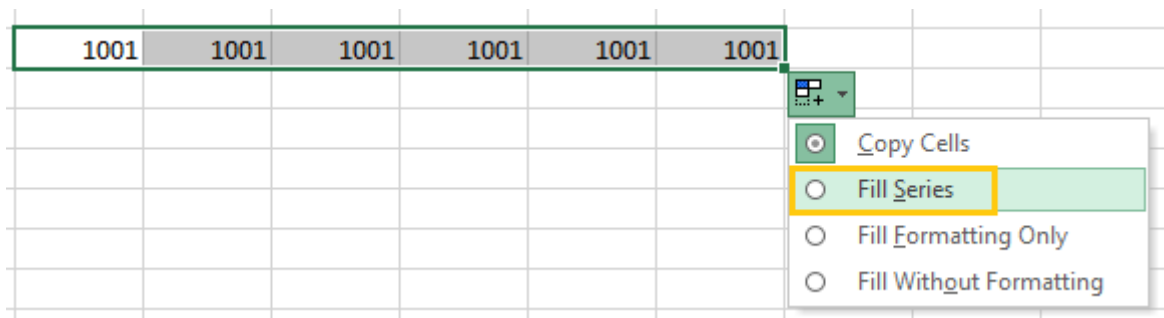 1001 1001 1001 1001 1001 1001
Copy Cells
Fill Series
Fill Formatting Only
Fill Without Formatting